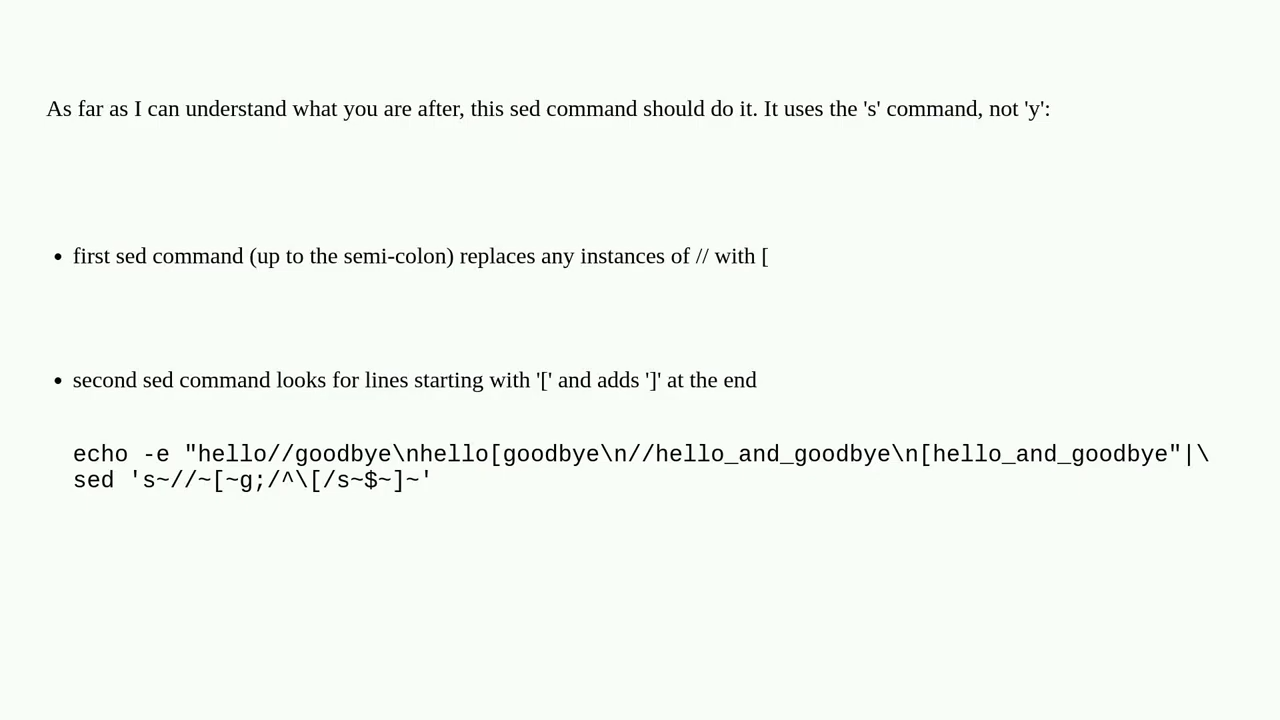 As far as I can understand what you are after, this sed command should do it. It uses the 's' command, not 'y':
• first sed command (up to the semi-colon) replaces any instances of // with [
• second sed command looks for lines starting with '[' and adds ']' at the end
echo -e "hello//goodbye\nhello[goodbye\n//hello_and_goodbye\n[hello_and_goodbye"|\
sed 's~//~[~g;/^\[/s~$~]~'